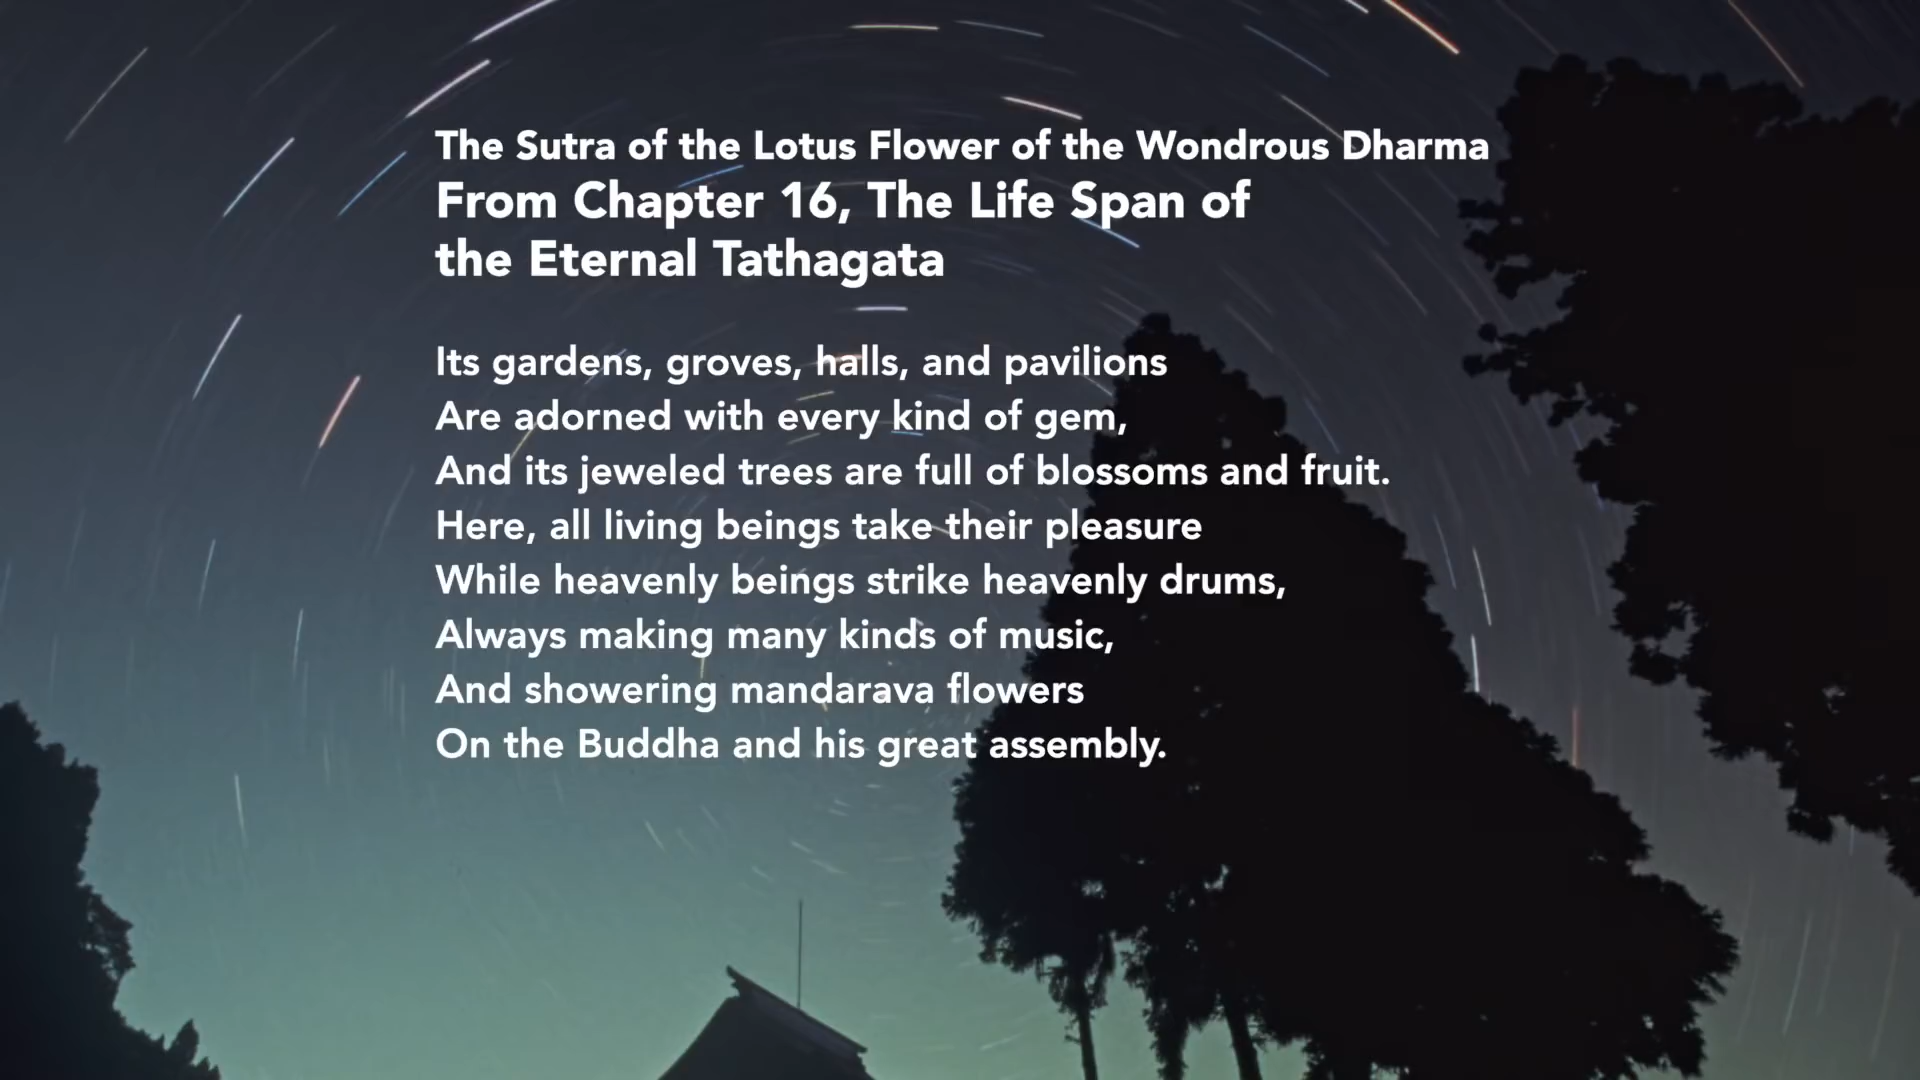 The Sutra of the Lotus Flower of the Wondrous Dharma
From Chapter 16, The Life Span of
the Eternal Tathagata
Its gardens, groves, halls, and pavilions
Are adorned with every kind of gem,
And its jeweled trees are full of blossoms and fruit.
Here, all living beings take their pleasure
While heavenly beings strike heavenly drums,
Always making many kinds of music,
And showering mandarava flowers
On the Buddha and his great assembly.